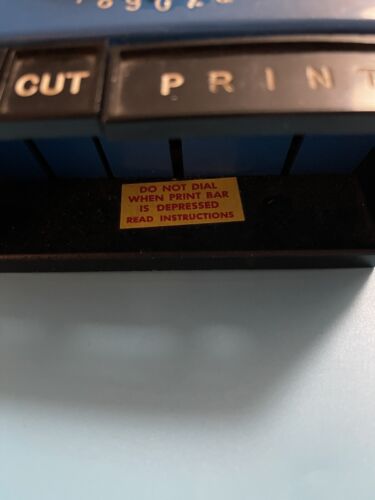 CUT PRINT
DO NOT DIAL
WHEN PRINT BAR
IS DEPRESSED
READ INSTRUCTIONS